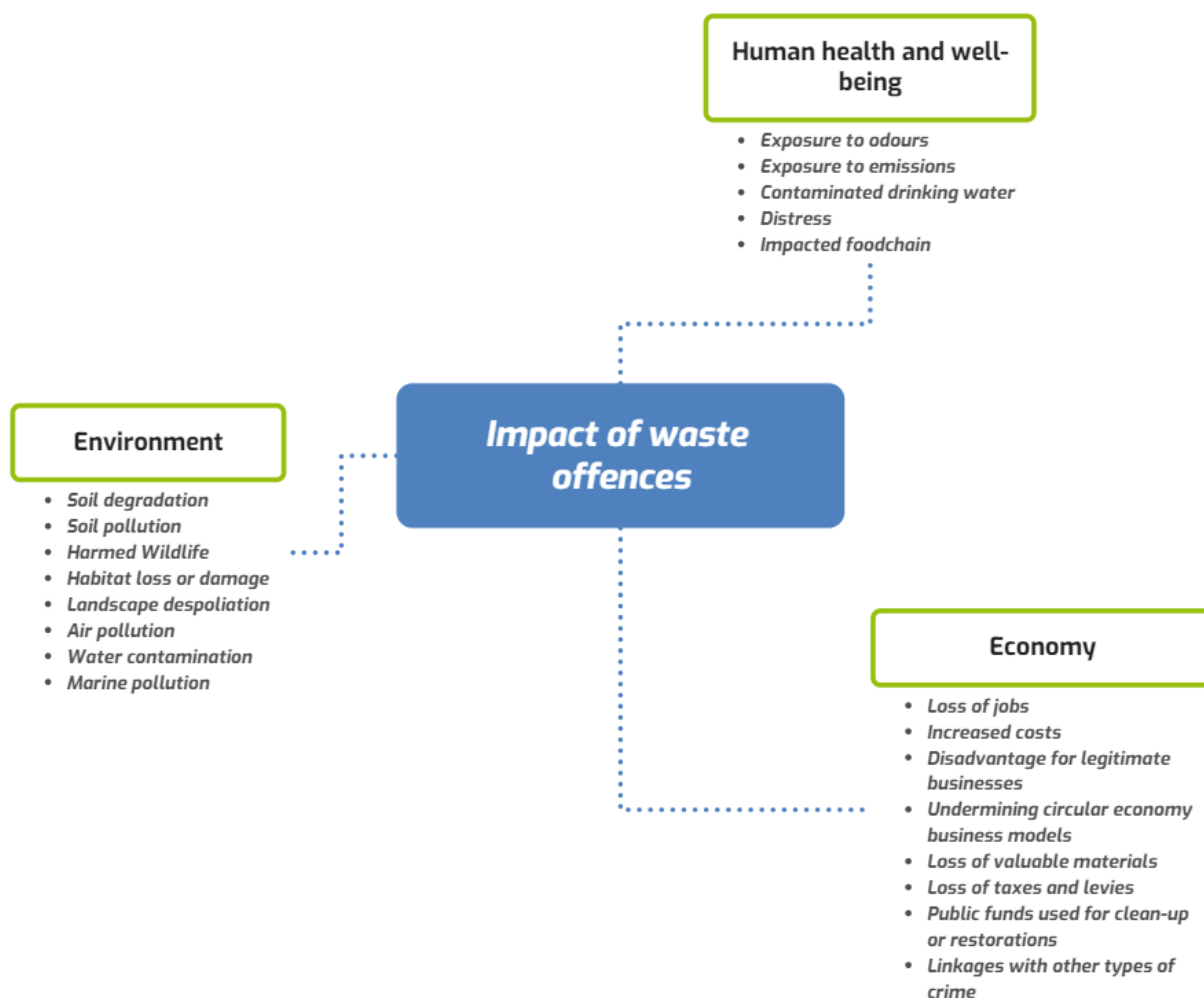 Human health and well-
being
• Exposure to odours
• Exposure to emissions
• Contaminated drinking water
• Distress
• Impacted foodchain
Impact of waste
offences
Environment
• Soil degradation
• Soil pollution
• Harmed Wildlife
• Habitat loss or damage
• Landscape despoliation
• Air pollution
• Water contamination
• Marine pollution
Economy
• Loss of jobs
• Increased costs
• Disadvantage for legitimate
businesses
• Undermining circular economy
business models
• Loss of valuable materials
• Loss of taxes and levies
• Public funds used for clean-up
or restorations
• Linkages with other types of
crime